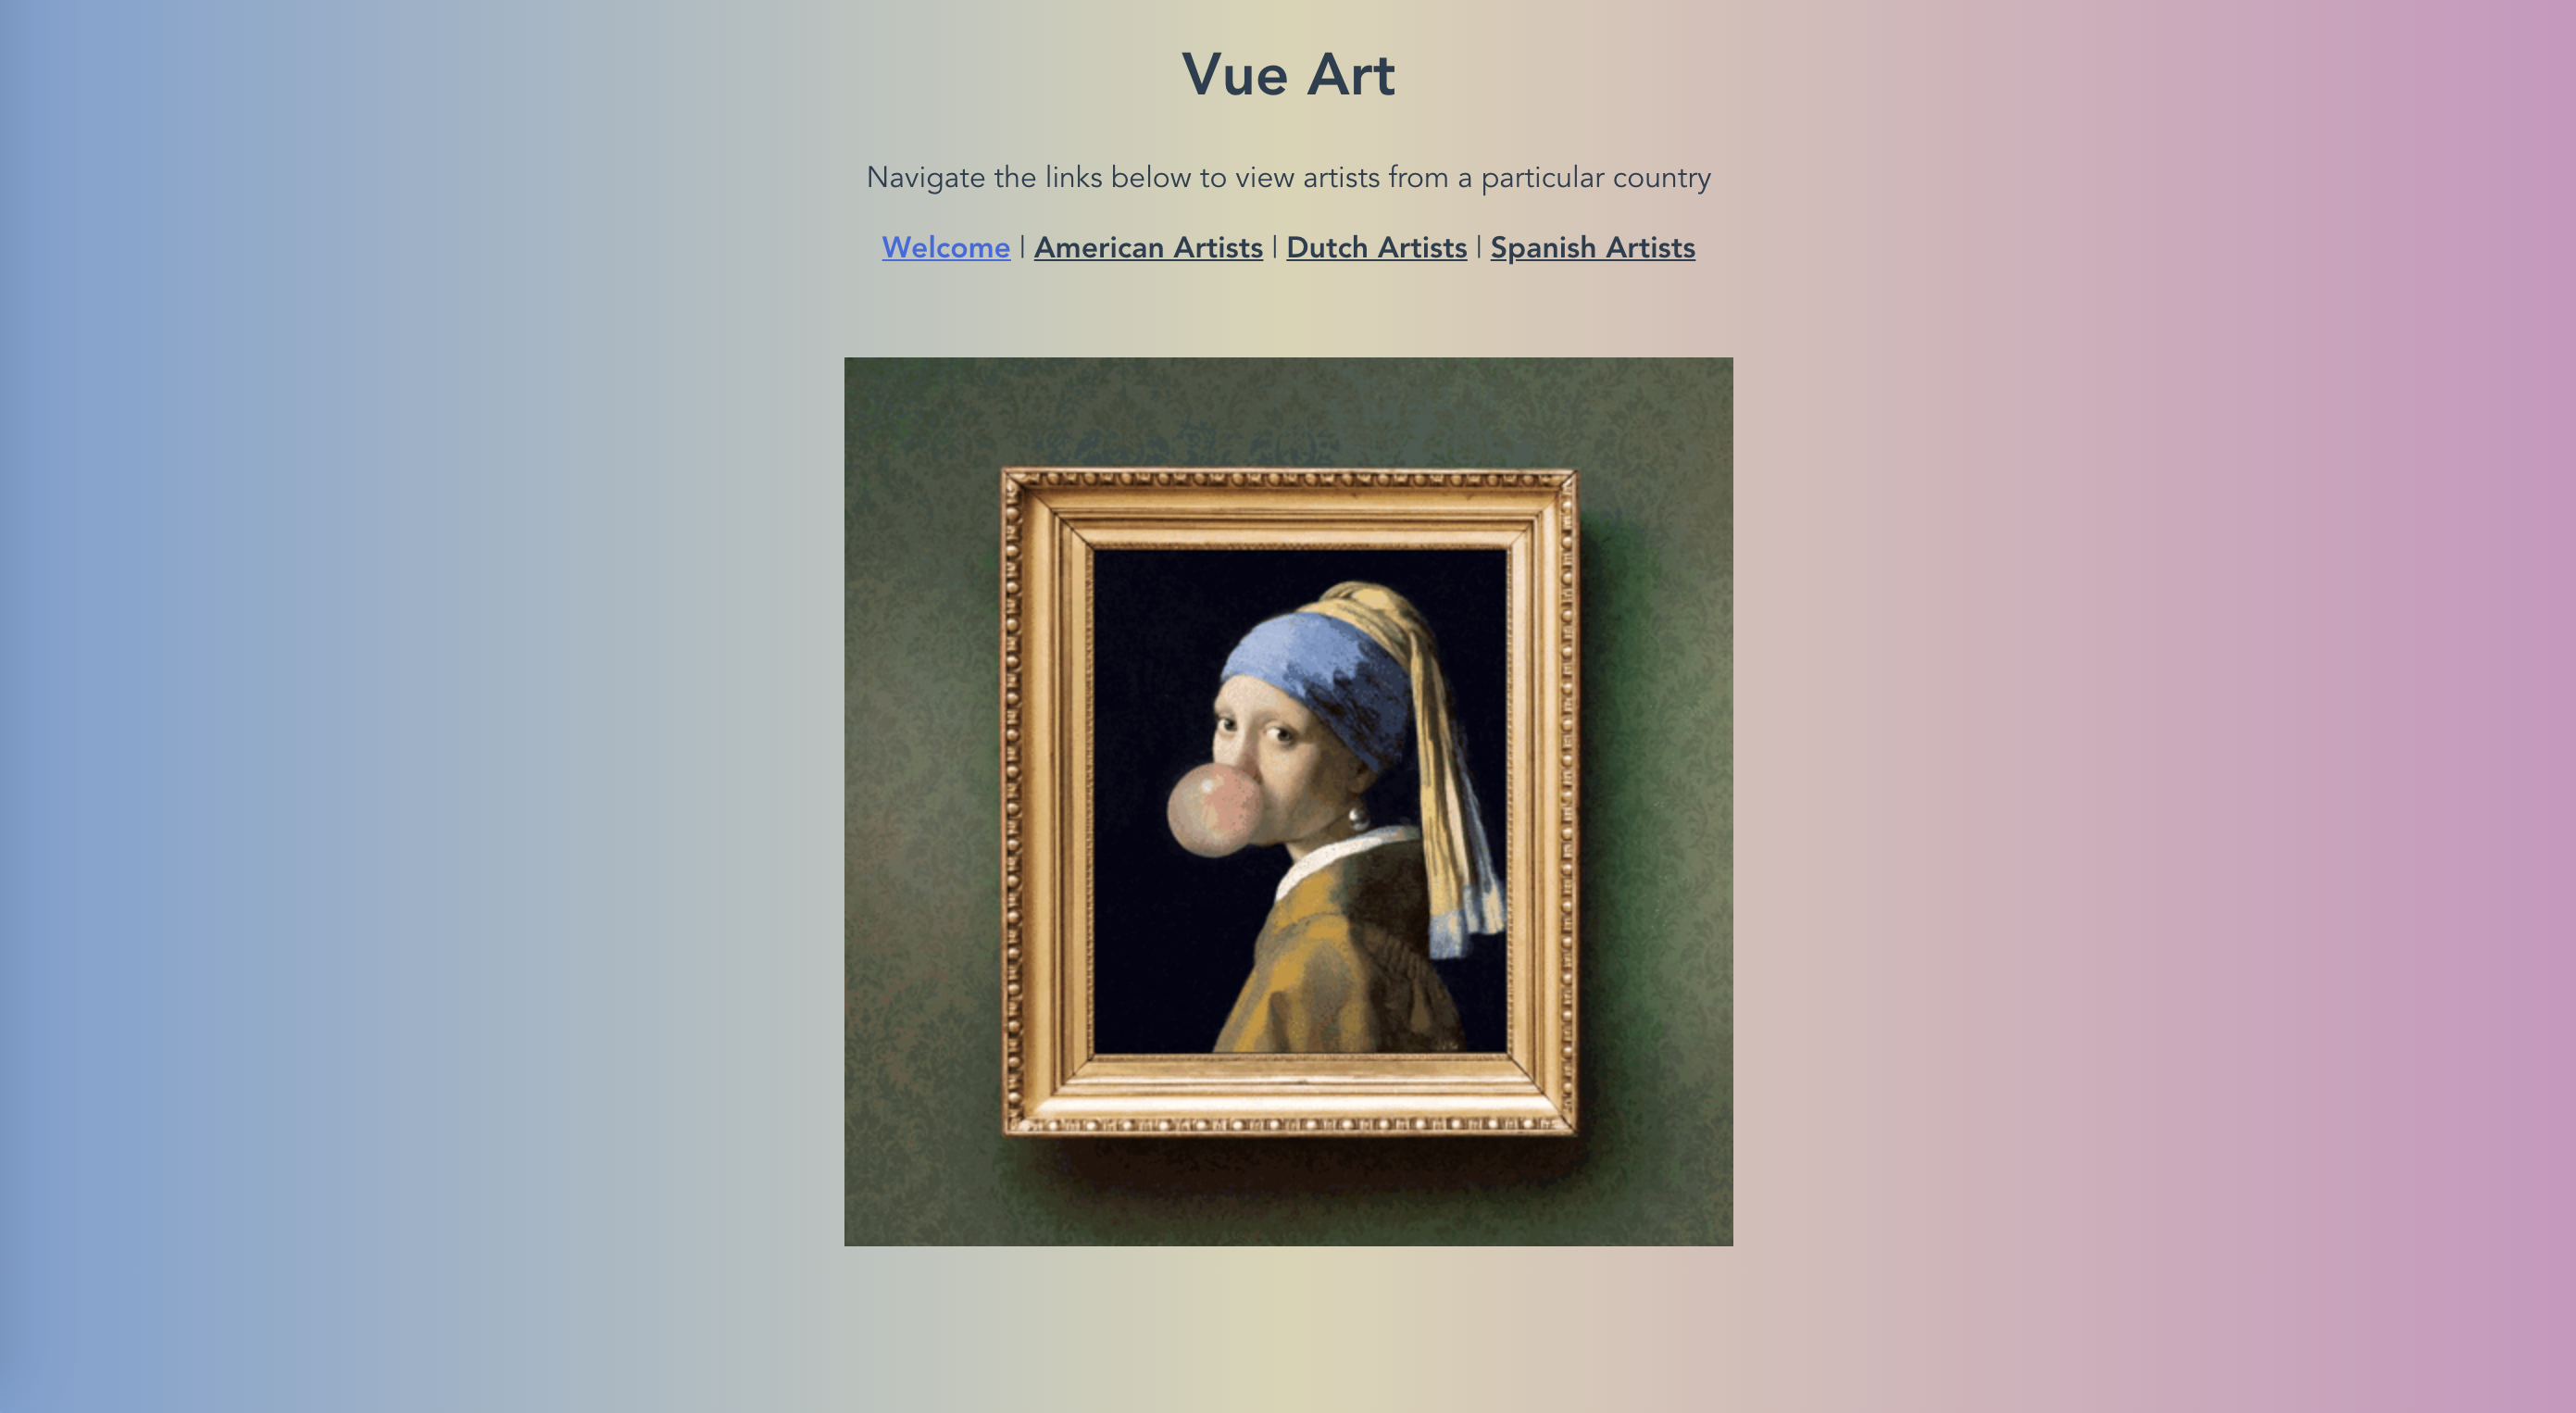 Vue Art
Navigate the links below to view artists from a particular country
Welcome | American Artists | Dutch Artists | Spanish Artists